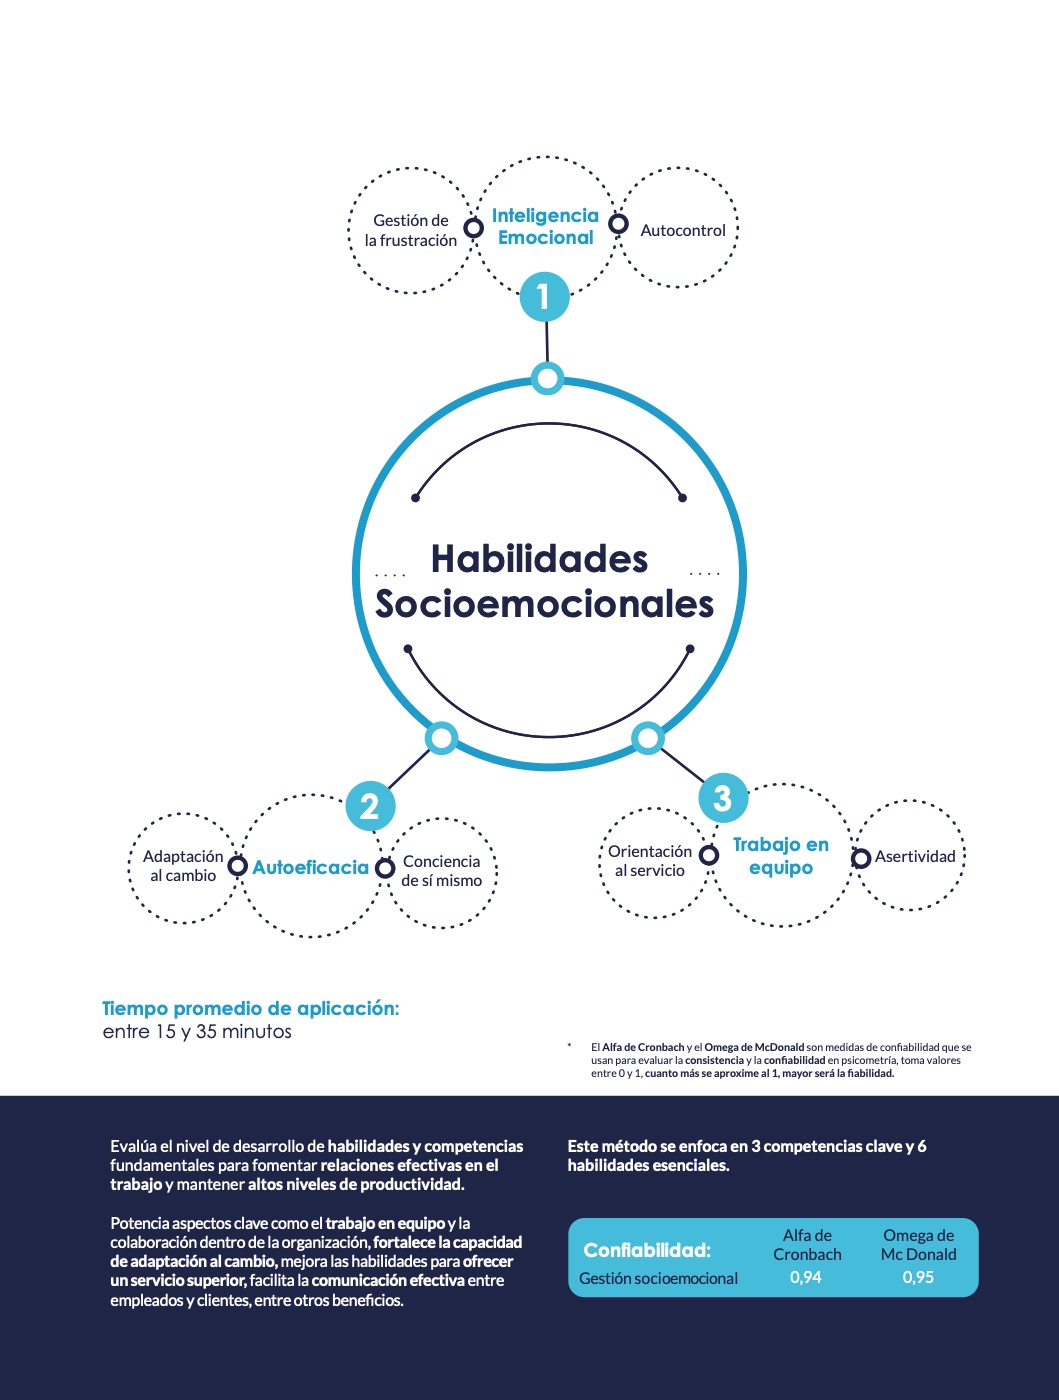 Gestión de
la frustración
Inteligencia
Emocional
Autocontrol
1
Habilidades
Socioemocionales
2
Adaptación
al cambio
Autoeficacia
Conciencia
de sí mismo
3
Orientación
al servicio
Trabajo en
equipo
Asertividad
Tiempo promedio de aplicación:
entre 15 y 35 minutos
* El Alfa de Cronbach y el Omega de McDonald son medidas de confiabilidad que se
usan para evaluar la consistencia y la confiabilidad en psicometría, toma valores
entre 0 y 1, cuanto más se aproxime al 1, mayor será la fiabilidad.
Evalúa el nivel de desarrollo de habilidades y competencias
fundamentales para fomentar relaciones efectivas en el
trabajo y mantener altos niveles de productividad.
Potencia aspectos clave como el trabajo en equipo y la
colaboración dentro de la organización, fortalece la capacidad
de adaptación al cambio, mejora las habilidades para ofrecer
un servicio superior, facilita la comunicación efectiva entre
empleados y clientes, entre otros beneficios.
Este método se enfoca en 3 competencias clave y 6
habilidades esenciales.
Confiabilidad:
Alfa de
Cronbach
Omega de
Mc Donald
Gestión socioemocional 0,94 0,95